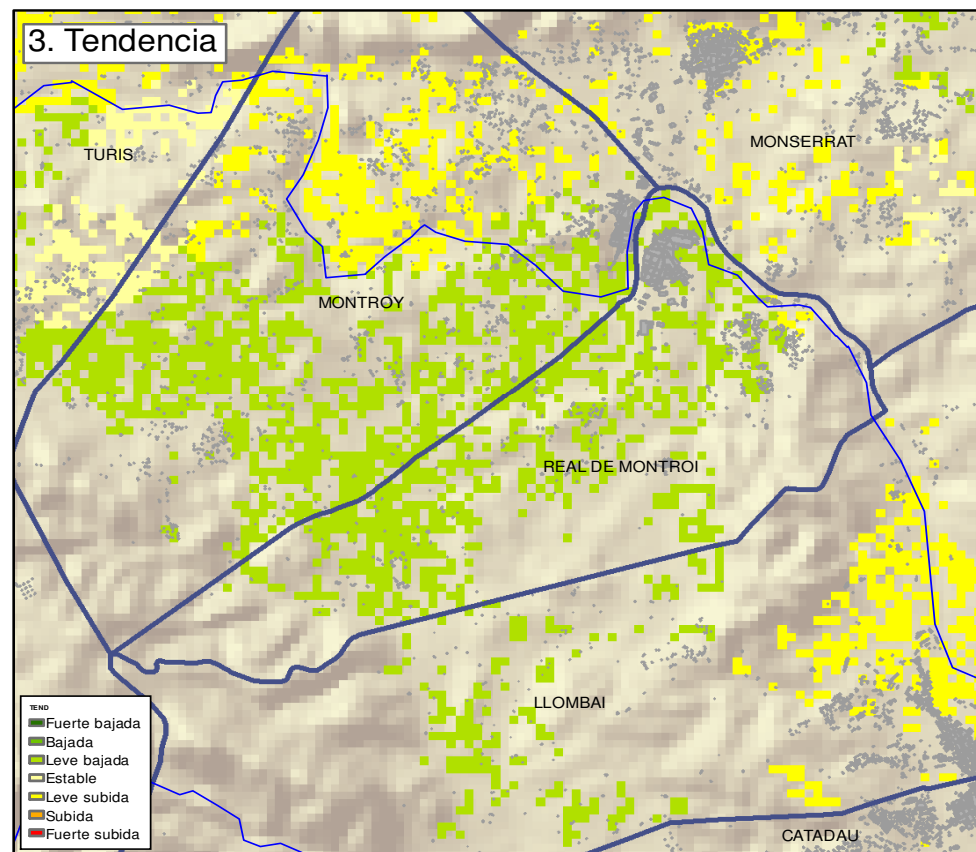 3. Tendencia
TURIS
MONSERRAT
MONTROY
REAL DE MONTROI
LLOMBAI
CATADAU
TEND
Fuerte bajada
Bajada
Leve bajada
Estable
Leve subida
Subida
Fuerte subida